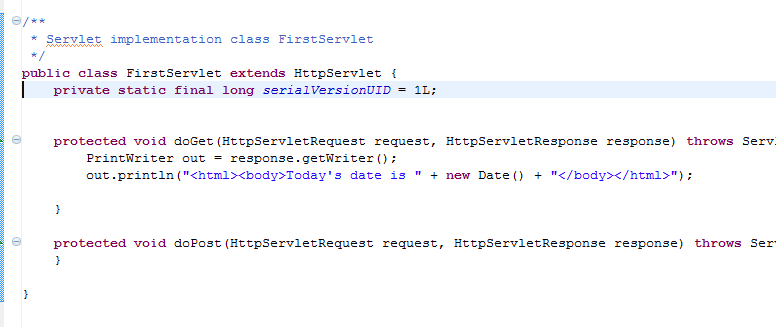 /**
 * Servlet implementation class FirstServlet
 */
public class FirstServlet extends HttpServlet {
    private static final long serialVersionUID = 1L;
    protected void doGet(HttpServletRequest request, HttpServletResponse response) throws Serv
        PrintWriter out = response.getWriter();
        out.println("<html><body>Today's date is " + new Date() + "</body></html>");
    }
    protected void doPost(HttpServletRequest request, HttpServletResponse response) throws Ser
    }
}